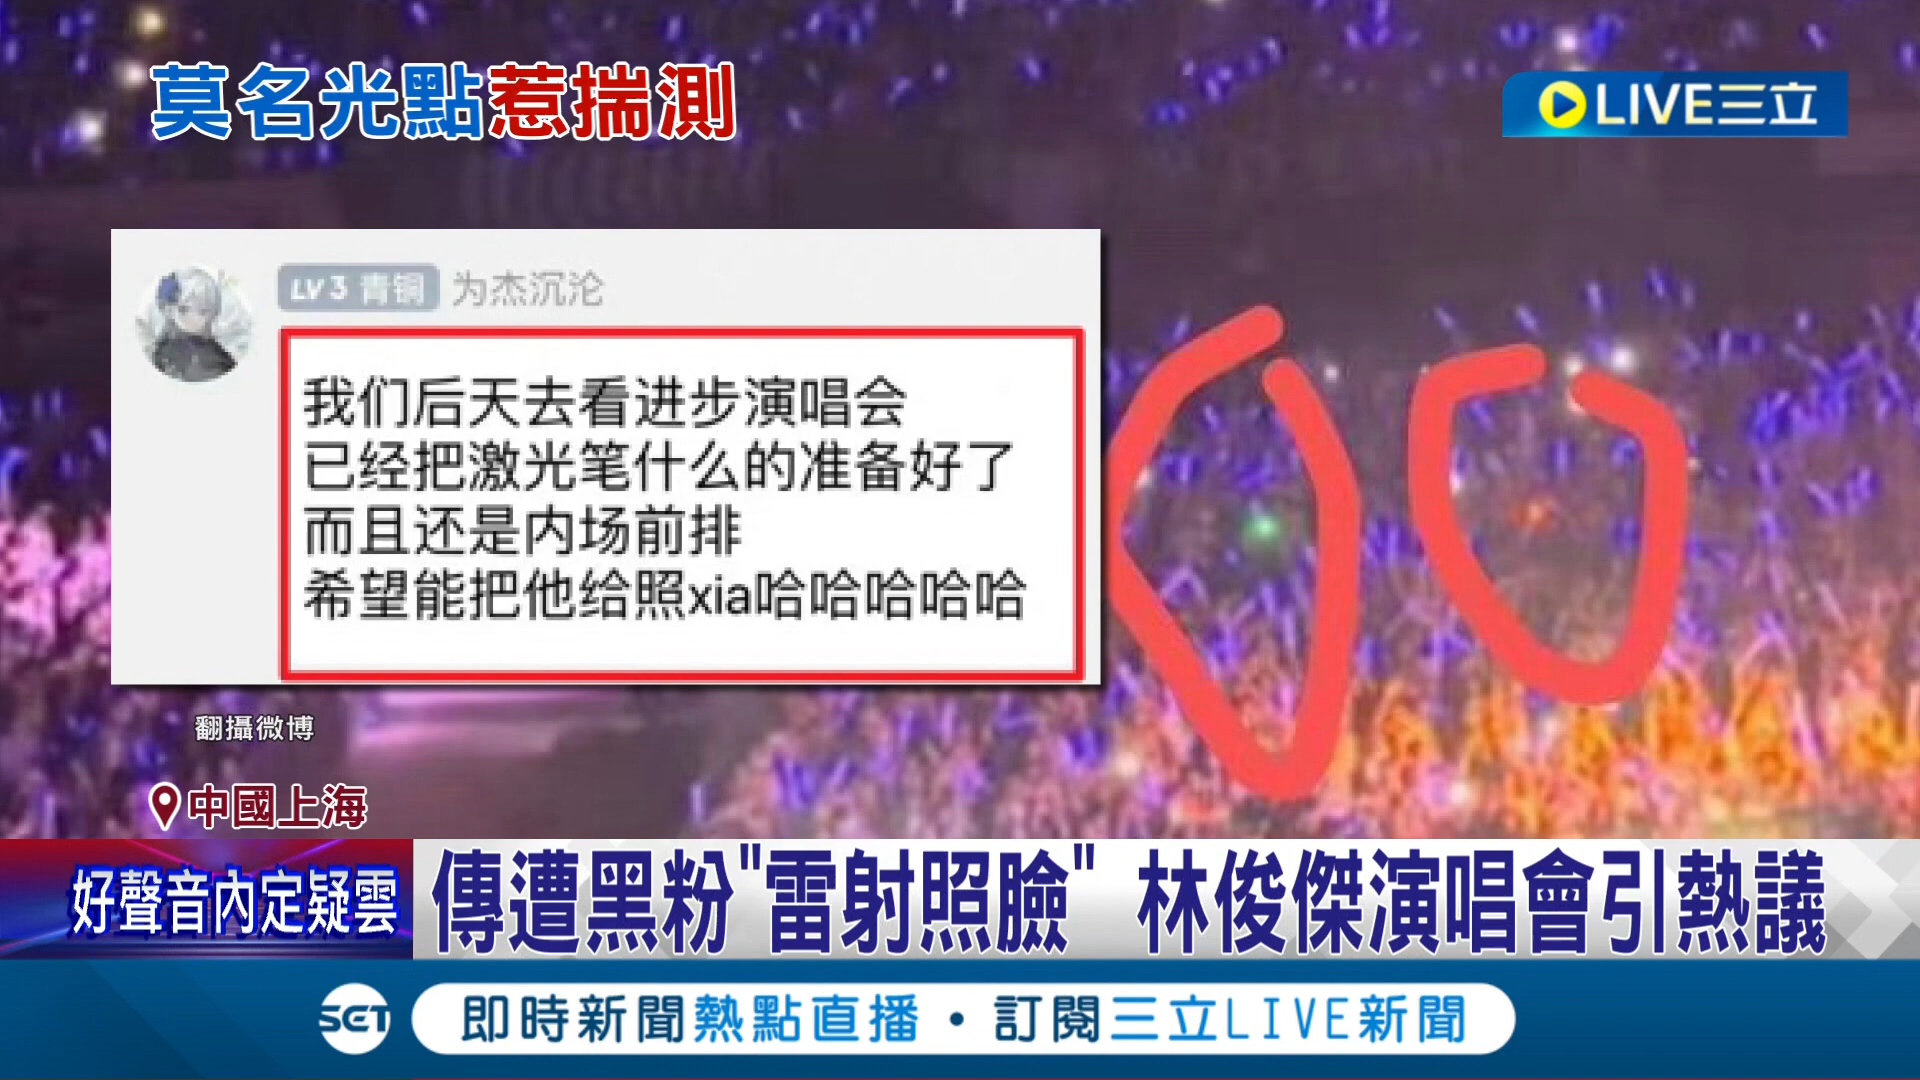 莫名光點惹揣測
LIVE三立
LV 3 青铜 为杰沉沦
我们后天去看进步演唱会
已经把激光笔什么的准备好了
而且还是内场前排
希望能把他给照xia哈哈哈哈哈
翻攝微博
中國上海
好聲音內定疑雲
傳遭黑粉"雷射照臉" 林俊傑演唱會引熱議
SET 即時新聞熱點直播・訂閱三立LIVE新聞